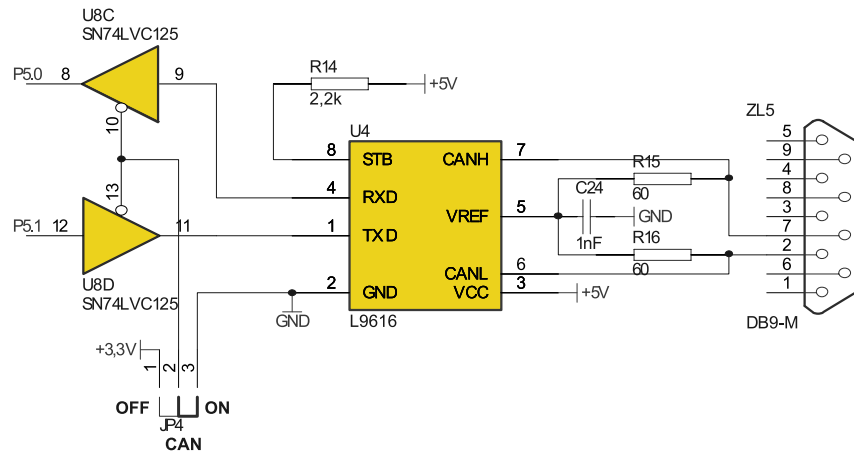 U8C
SN74LVC125
P5.0
8
9
10
13
P5.1
12
11
U8D
SN74LVC125
R14
2,2k
+5V
U4
8
STB
CANH
7
4
RXD
VREF
5
1
TXD
CANL
6
2
GND
VCC
3
L9616
GND
+5V
R15
60
C24
1nF
GND
R16
60
ZL5
5
9
4
8
3
7
2
6
1
DB9-M
+3,3V
1
2
3
OFF
ON
JP4
CAN